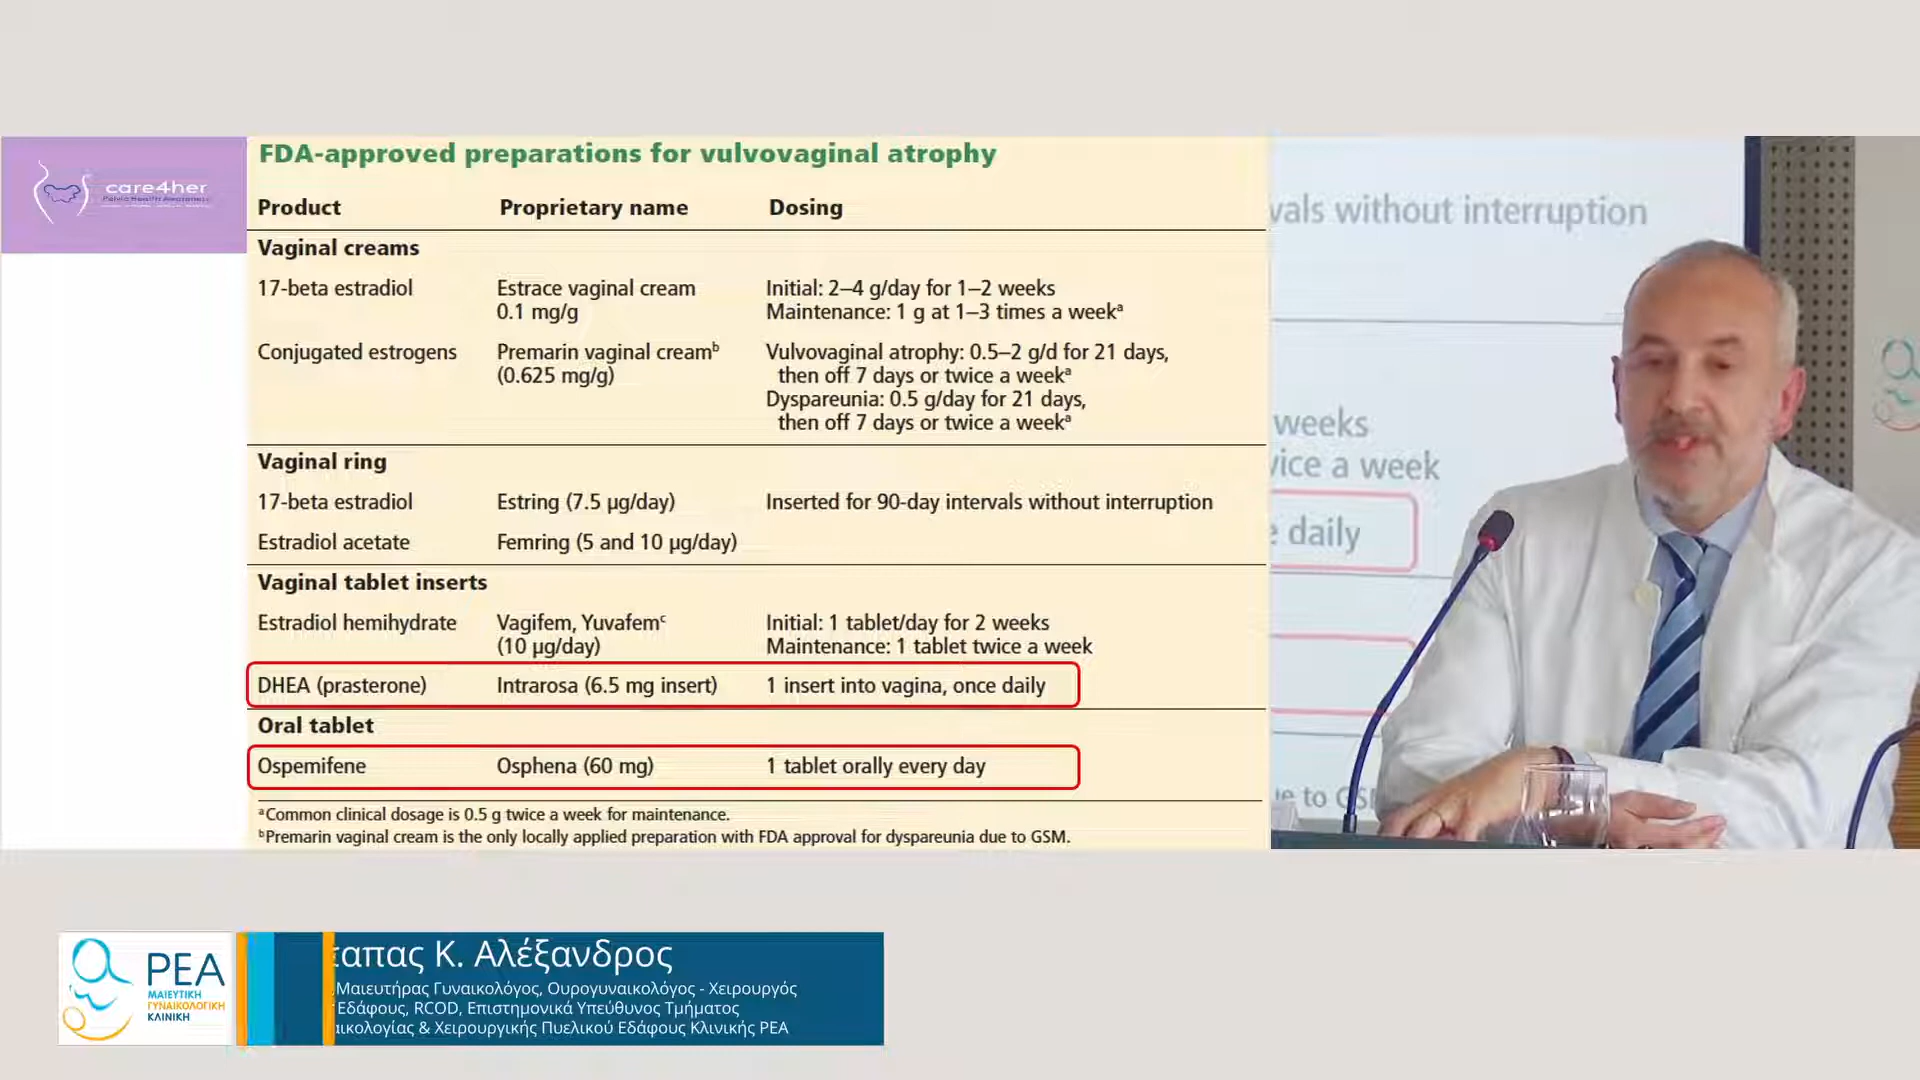 care4her
Pelvic Health Awareness
FDA-approved preparations for vulvovaginal atrophy
Product Proprietary name Dosing
Vaginal creams
17-beta estradiol Estrace vaginal cream Initial: 2–4 g/day for 1–2 weeks
0.1 mg/g Maintenance: 1 g at 1–3 times a weekᵃ
Conjugated estrogens Premarin vaginal creamᵇ Vulvovaginal atrophy: 0.5–2 g/d for 21 days,
(0.625 mg/g) then off 7 days or twice a weekᵃ
Dyspareunia: 0.5 g/day for 21 days,
then off 7 days or twice a weekᵃ
Vaginal ring
17-beta estradiol Estring (7.5 µg/day) Inserted for 90-day intervals without interruption
Estradiol acetate Femring (5 and 10 µg/day)
Vaginal tablet inserts
Estradiol hemihydrate Vagifem, Yuvafemᶜ Initial: 1 tablet/day for 2 weeks
(10 µg/day) Maintenance: 1 tablet twice a week
DHEA (prasterone) Intrarosa (6.5 mg insert) 1 insert into vagina, once daily
Oral tablet
Ospemifene Osphena (60 mg) 1 tablet orally every day
ᵃCommon clinical dosage is 0.5 g twice a week for maintenance.
ᵇPremarin vaginal cream is the only locally applied preparation with FDA approval for dyspareunia due to GSM.
vals without interruption
weeks
ice a week
daily
ue to GS
ΡΕΑ
ΜΑΙΕΥΤΙΚΗ
ΓΥΝΑΙΚΟΛΟΓΙΚΗ
ΚΛΙΝΙΚΗ
απας Κ. Αλέξανδρος
Μαιευτήρας Γυναικολόγος, Ουρογυναικολόγος - Χειρουργός
Εδάφους, RCOD, Επιστημονικά Υπεύθυνος Τμήματος
ικολογίας & Χειρουργικής Πυελικού Εδάφους Κλινικής ΡΕΑ